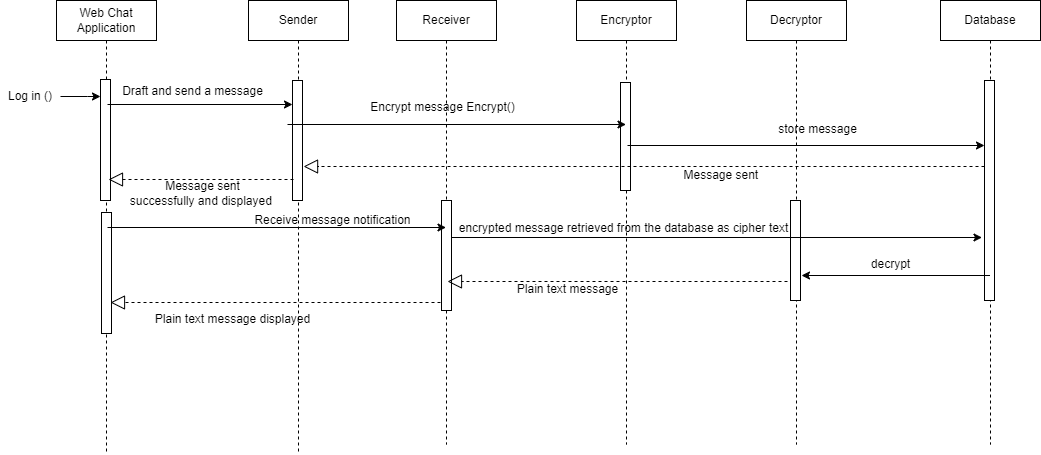 Web Chat
Application
Sender
Receiver
Encryptor
Decryptor
Database
Log in ()
Draft and send a message
Encrypt message Encrypt()
store message
Message sent
Message sent
successfully and displayed
Receive message notification
encrypted message retrieved from the database as cipher text
decrypt
Plain text message
Plain text message displayed